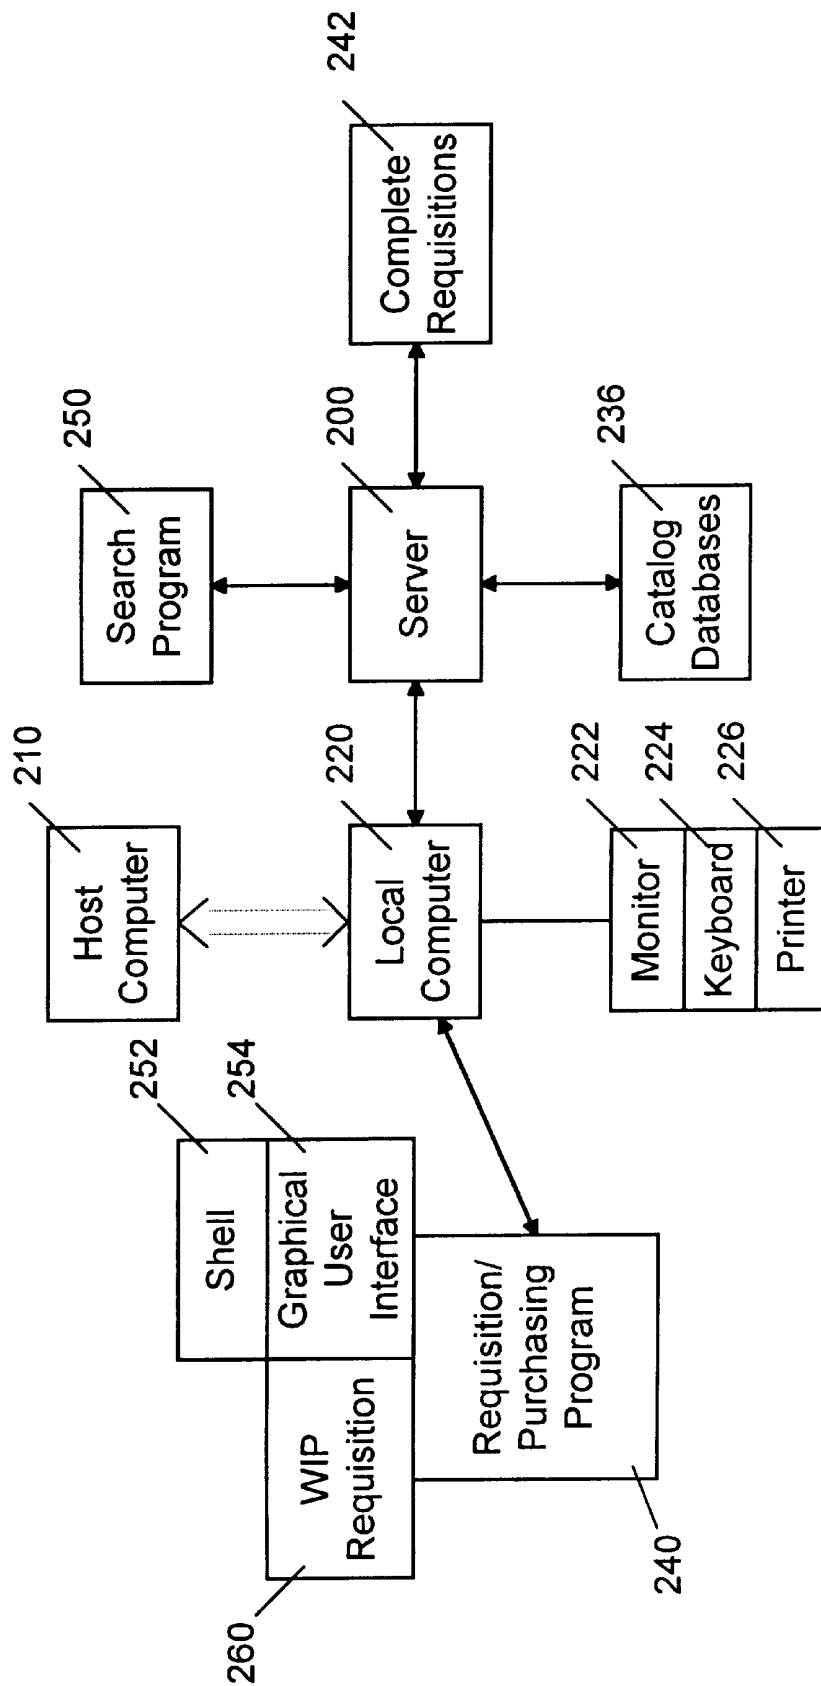 252
Shell
254
Graphical
User
Interface
WIP
Requisition
260
Requisition/
Purchasing
Program
240
210
Host
Computer
220
Local
Computer
222
Monitor
224
Keyboard
226
Printer
250
Search
Program
200
Server
236
Catalog
Databases
242
Complete
Requisitions